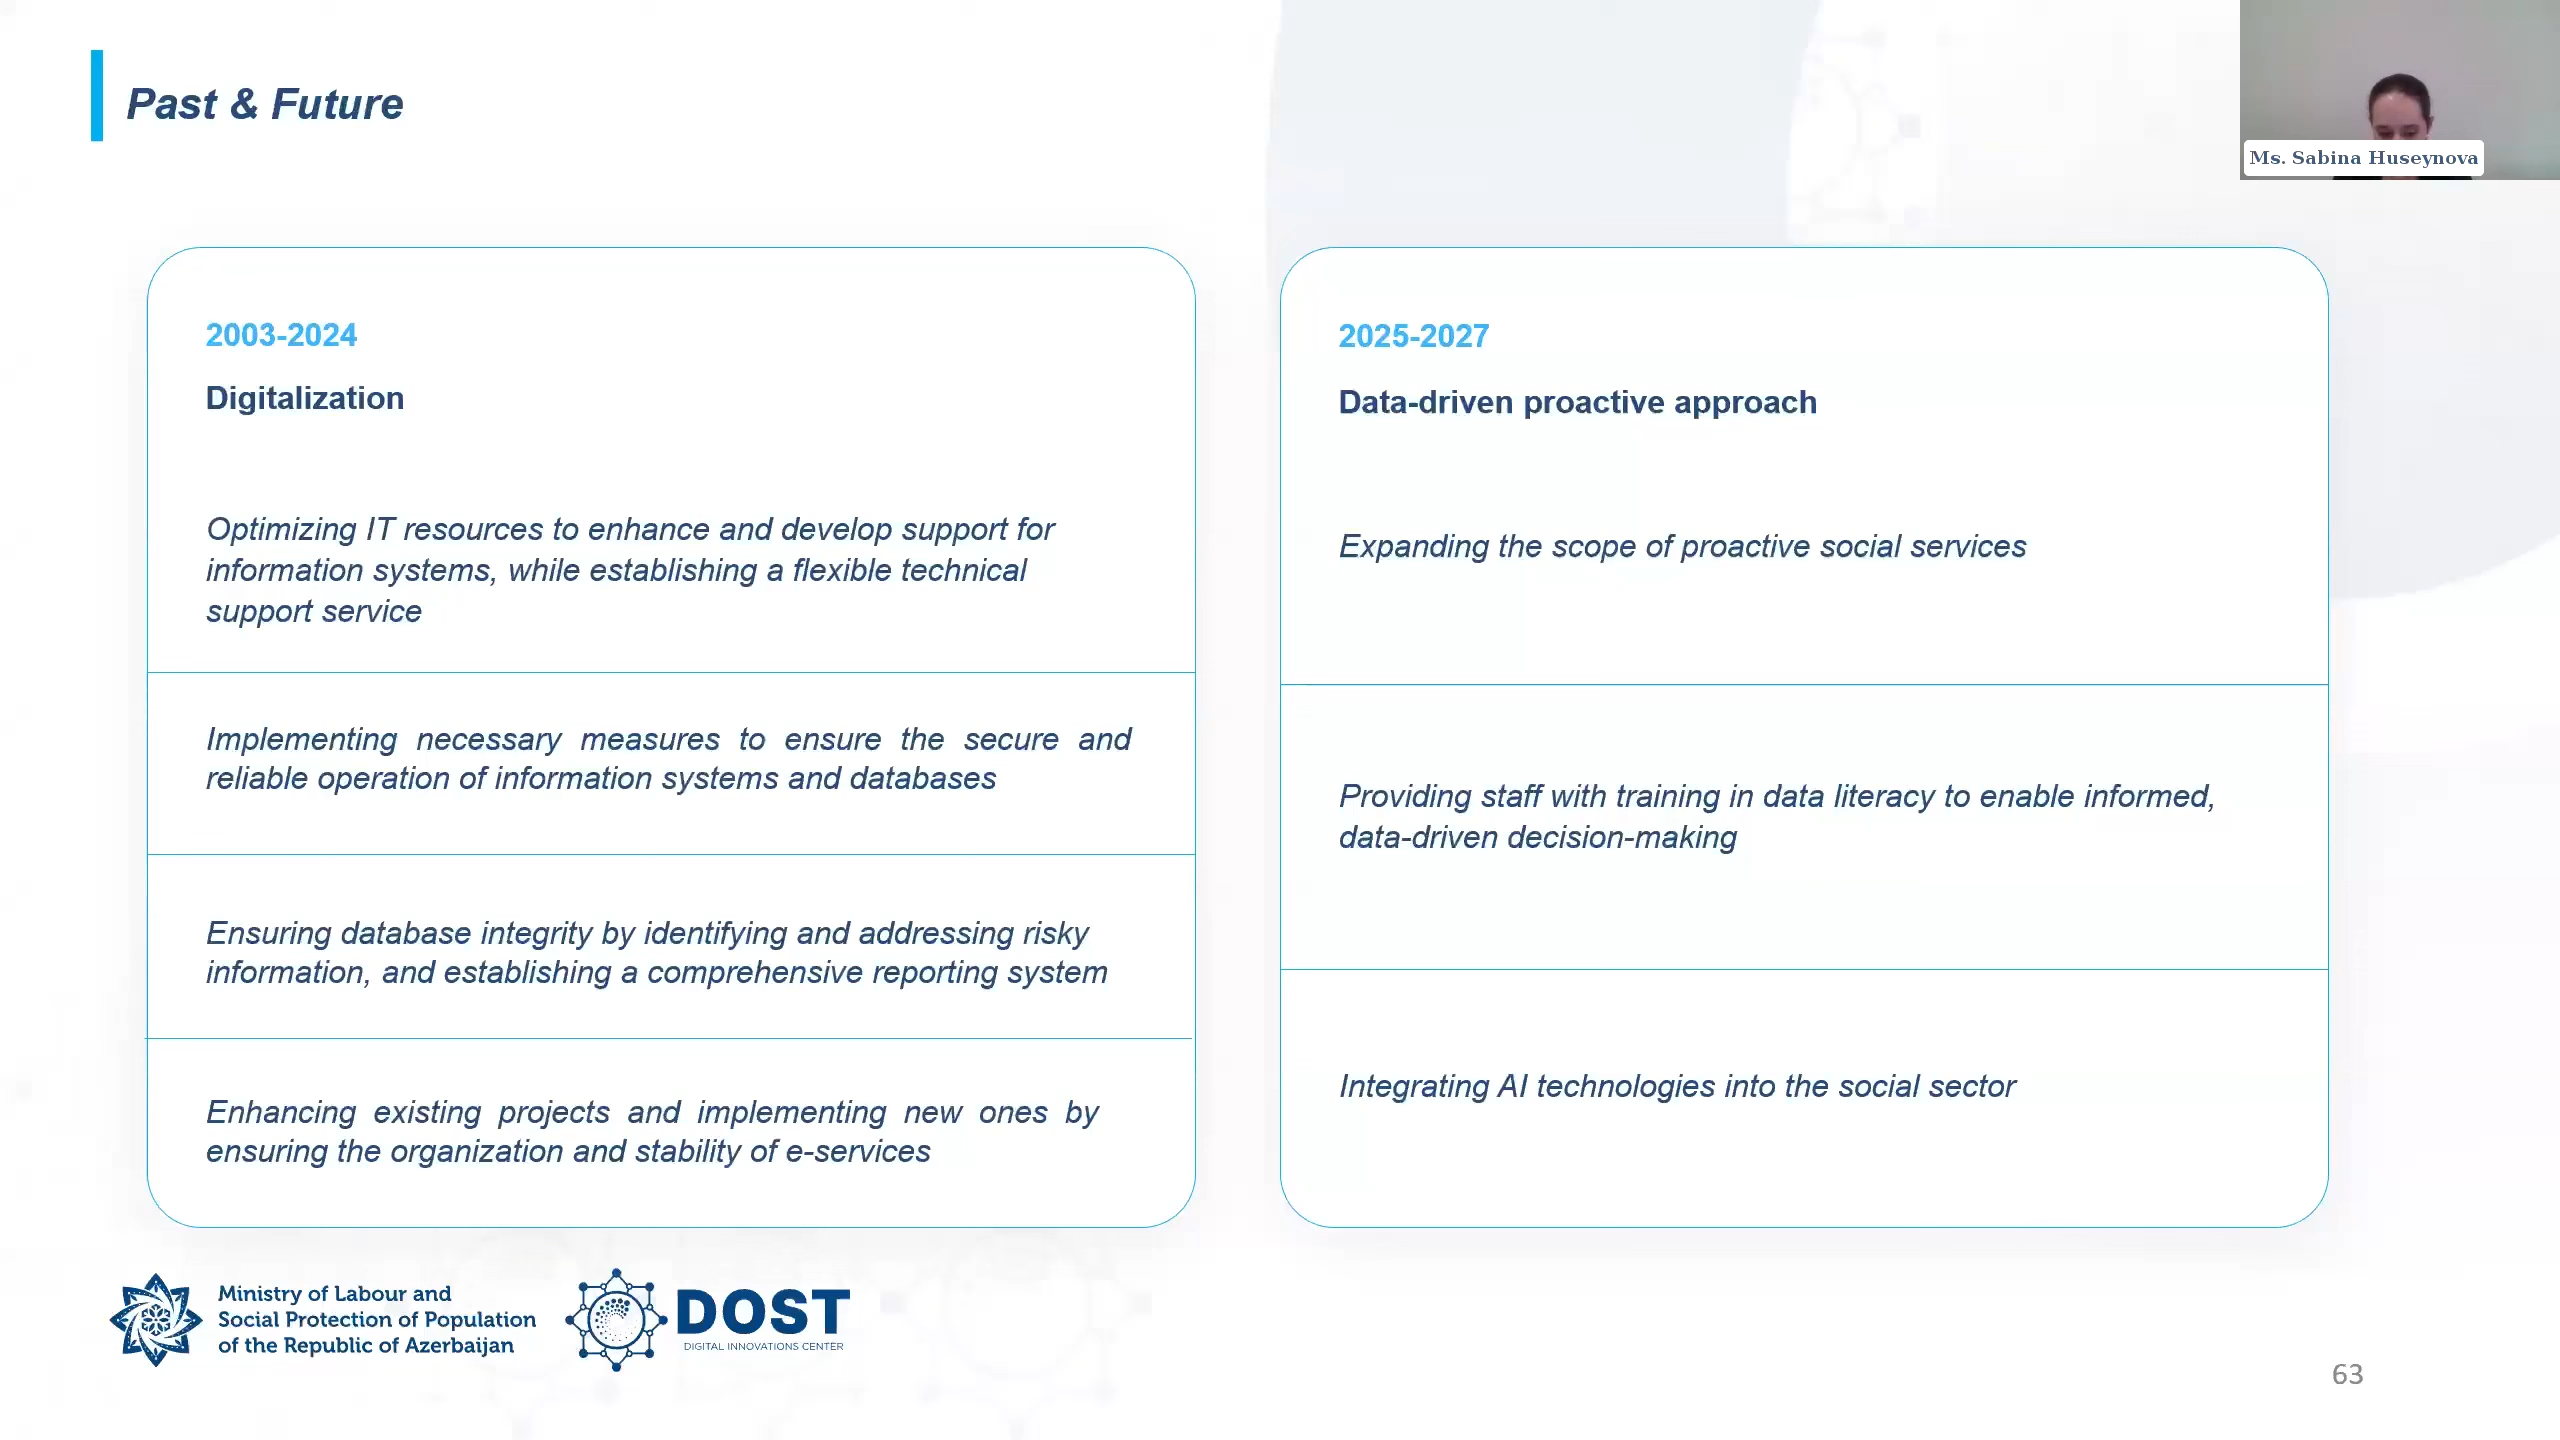 Past & Future
Ms. Sabina Huseynova
2003-2024
Digitalization
Optimizing IT resources to enhance and develop support for
information systems, while establishing a flexible technical
support service
Implementing necessary measures to ensure the secure and
reliable operation of information systems and databases
Ensuring database integrity by identifying and addressing risky
information, and establishing a comprehensive reporting system
Enhancing existing projects and implementing new ones by
ensuring the organization and stability of e-services
2025-2027
Data-driven proactive approach
Expanding the scope of proactive social services
Providing staff with training in data literacy to enable informed,
data-driven decision-making
Integrating AI technologies into the social sector
Ministry of Labour and
Social Protection of Population
of the Republic of Azerbaijan
DOST
DIGITAL INNOVATIONS CENTER
63